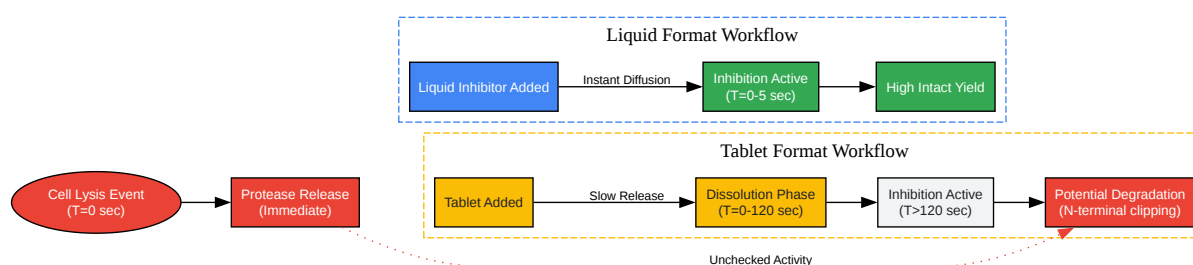 Liquid Format Workflow
Liquid Inhibitor Added
Instant Diffusion
Inhibition Active
(T=0-5 sec)
High Intact Yield
Tablet Format Workflow
Cell Lysis Event
(T=0 sec)
Protease Release
(Immediate)
Tablet Added
Slow Release
Dissolution Phase
(T=0-120 sec)
Inhibition Active
(T>120 sec)
Potential Degradation
(N-terminal clipping)
Unchecked Activity